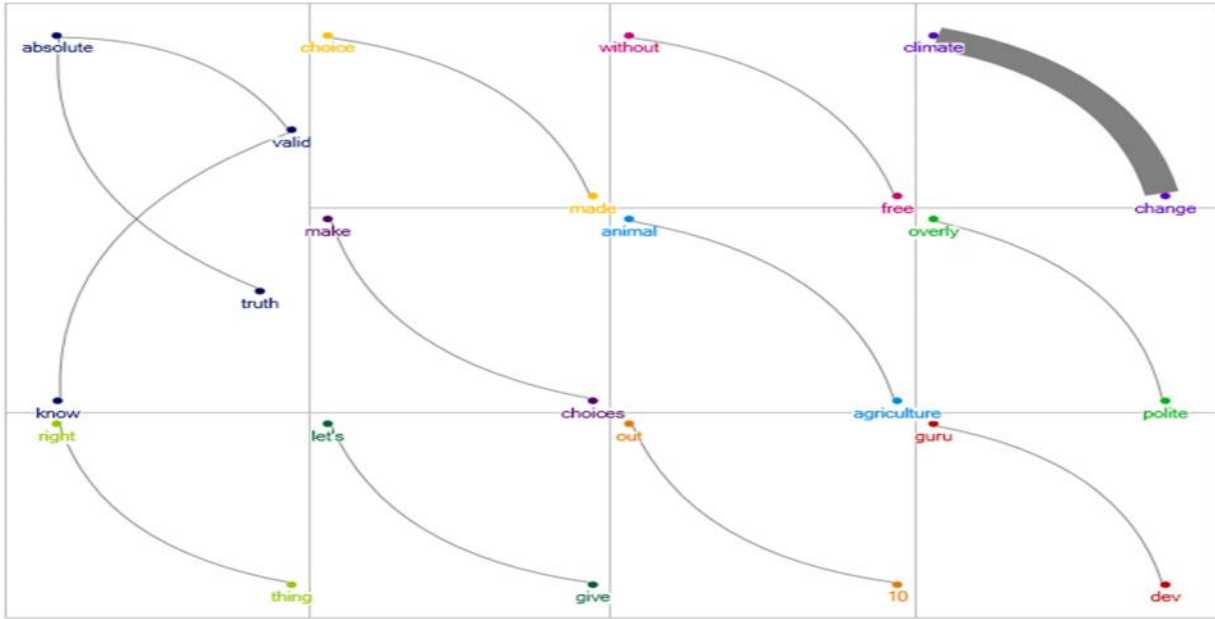 absolute choice without climate
valid
made free change
make animal overly
truth
know choices agriculture polite
right let's out guru
thing give 10 dev